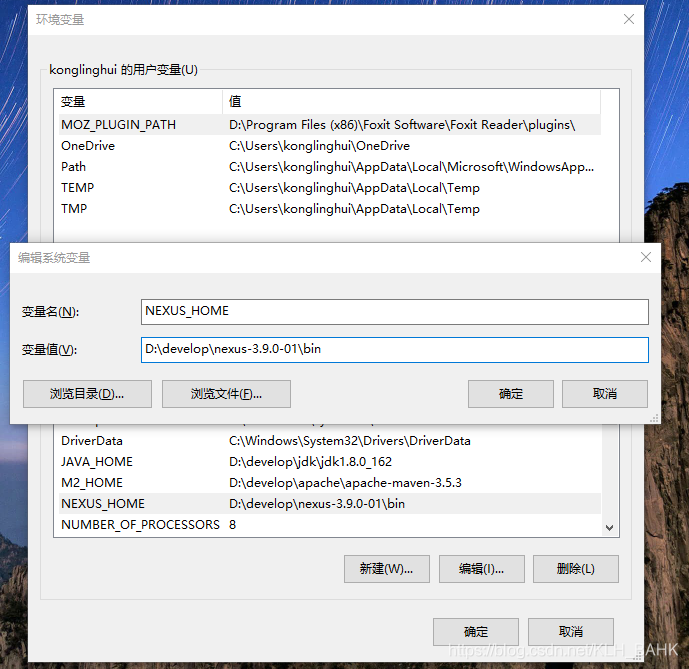 环境变量
konglinghui 的用户变量(U)
变量 值
MOZ_PLUGIN_PATH D:\Program Files (x86)\Foxit Software\Foxit Reader\plugins\
OneDrive C:\Users\konglinghui\OneDrive
Path C:\Users\konglinghui\AppData\Local\Microsoft\WindowsApp...
TEMP C:\Users\konglinghui\AppData\Local\Temp
TMP C:\Users\konglinghui\AppData\Local\Temp
编辑系统变量
变量名(N): NEXUS_HOME
变量值(V): D:\develop\nexus-3.9.0-01\bin
浏览目录(D)... 浏览文件(F)... 确定 取消
DriverData C:\Windows\System32\Drivers\DriverData
JAVA_HOME D:\develop\jdk\jdk1.8.0_162
M2_HOME D:\develop\apache\apache-maven-3.5.3
NEXUS_HOME D:\develop\nexus-3.9.0-01\bin
NUMBER_OF_PROCESSORS 8
新建(W)... 编辑(I)... 删除(L)
确定 取消